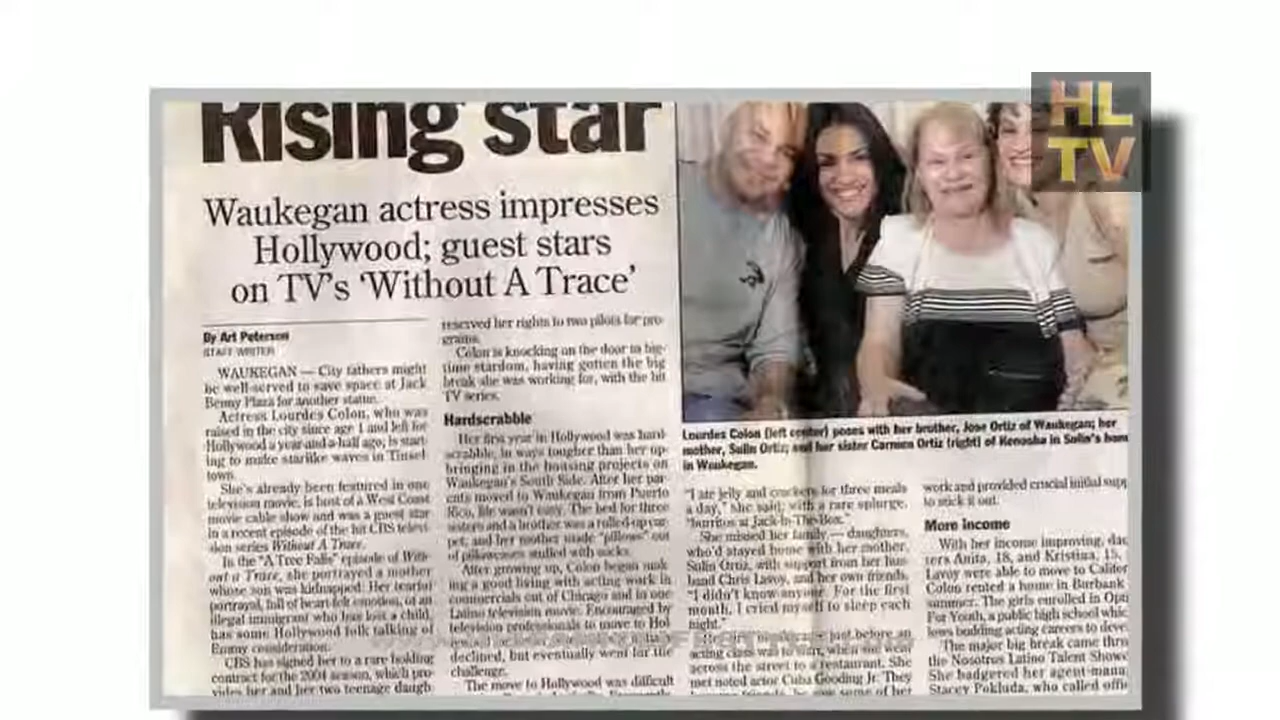 HL
TV
Rising star
Waukegan actress impresses
Hollywood; guest stars
on TV's 'Without A Trace'
By Art Peterson
STAFF WRITER
WAUKEGAN — City fathers might
be well-served to save space at Jack
Benny Plaza for another statue.
Actress Lourdes Colon, who was
raised in the city since age 1 and left for
Hollywood a year-and-a-half ago, is start-
ing to make starlike waves in Tinsel-
town.
She's already been featured in one
television movie, is host of a West Coast
movie cable show and was a guest star
in a recent episode of the hit CBS televi-
sion series Without A Trace.
In the "A Tree Falls" episode of With-
out a Trace, she portrayed a mother
whose son was kidnapped. Her tearful
portrayal, full of heart-felt emotion, of an
illegal immigrant who has lost a child,
has some Hollywood folk talking of
Emmy consideration.
CBS has signed her to a rare holding
contract for the 2004 season, which pro-
vides her and her two teenage daugh
reserved her rights to two pilots for pro-
grams.
Colon is knocking on the door to big-
time stardom, having gotten the big
break she was working for, with the hit
TV series.
Hardscrabble
Her first year in Hollywood was hard-
scrabble, in ways tougher than her up-
bringing in the housing projects on
Waukegan's South Side. After her par-
ents moved to Waukegan from Puerto
Rico, life wasn't easy. The bed for three
sisters and a brother was a rolled-up car-
pet, and her mother made "pillows" out
of pillowcases stuffed with socks.
After growing up, Colon began mak-
ing a good living with acting work in
commercials out of Chicago and in one
Latino television movie. Encouraged by
television professionals to move to Hol
declined, but eventually went for the
challenge.
The move to Hollywood was difficult
Lourdes Colon (left center) poses with her brother, Jose Ortiz of Waukegan; her
mother, Sulin Ortiz; and her sister Carmen Ortiz (right) of Kenosha in Sulin's hom
in Waukegan.
"I ate jelly and crackers for three meals
a day," she said, with a rare splurge,
"burritos at Jack-In-The-Box."
She missed her family — daughters,
who'd stayed home with her mother,
Sulin Ortiz, with support from her hus-
band Chris Lavoy, and her own friends.
"I didn't know anyone. For the first
month, I cried myself to sleep each
night."
just before an
acting class was to start, when she went
across the street to a restaurant. She
met noted actor Cuba Gooding Jr. They
some of her
work and provided crucial initial supp
to stick it out.
More income
With her income improving, dau
ters Anita, 18, and Kristina, 15,
Lavoy were able to move to Califor
Colon rented a home in Burbank
summer. The girls enrolled in Opt
For Youth, a public high school whic
lows budding acting careers to deve
The major big break came thro
the Nosotros Latino Talent Showc
She badgered her agent-mana
Stacey Pokluda, who called offi